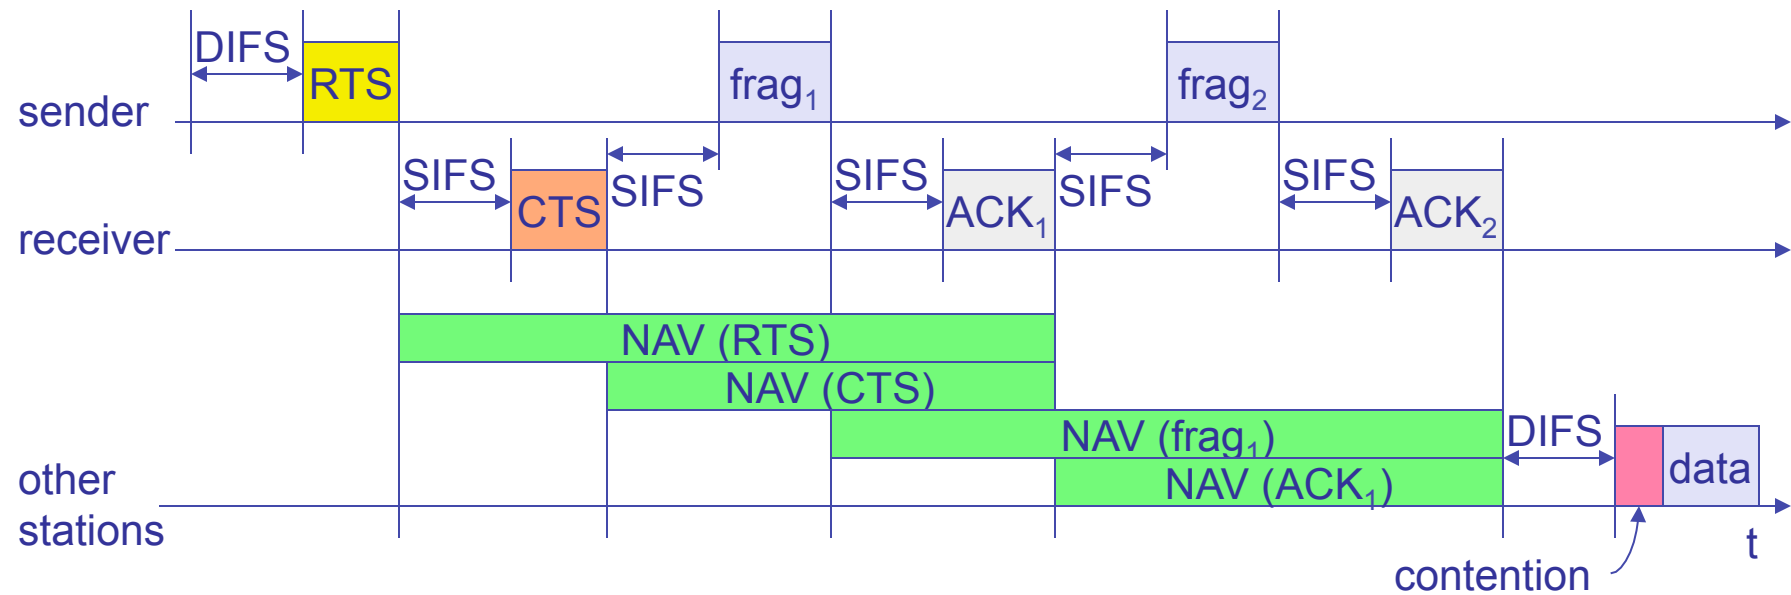 DIFS
RTS
frag₁
frag₂
sender
SIFS
CTS
SIFS
SIFS
ACK₁
SIFS
SIFS
ACK₂
receiver
NAV (RTS)
NAV (CTS)
NAV (frag₁)
DIFS
NAV (ACK₁)
data
other
stations
t
contention